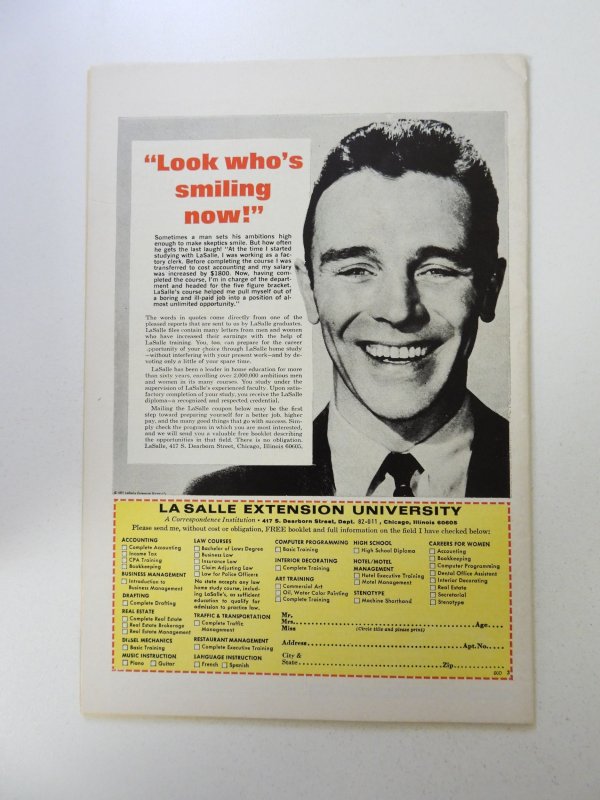 “Look who’s
smiling
now!”
Sometimes a man sets his ambitions high
enough to make skeptics smile. But how often
he gets the last laugh! “At the time I started
studying with LaSalle, I was working as a fac-
tory clerk. Before completing the course I was
transferred to cost accounting and my salary
was increased by $1800. Now, having com-
pleted the course, I’m in charge of the depart-
ment and headed for the five figure bracket.
LaSalle’s course helped me pull myself out of
a boring and ill-paid job into a position of al-
most unlimited opportunity.”
The words in quotes come directly from one of the
pleased reports that are sent to us by LaSalle graduates.
LaSalle files contain many letters from men and women
who have increased their earnings with the help of
LaSalle training. You, too, can prepare for the career
opportunity of your choice through LaSalle home study
—without interfering with your present work—and by de-
voting only a little of your spare time.
LaSalle has been a leader in home education for more
than sixty years, enrolling over 2,000,000 ambitious men
and women in its many courses. You study under the
supervision of LaSalle’s experienced faculty. Upon satis-
factory completion of your study, you receive the LaSalle
diploma—a recognized and respected credential.
Mailing the LaSalle coupon below may be the first
step toward preparing yourself for a better job, higher
pay, and the many good things that go with success. Sim-
ply check the program in which you are most interested,
and we will send you a valuable free booklet describing
the opportunities in that field. There is no obligation.
LaSalle, 417 S. Dearborn Street, Chicago, Illinois 60605.
LA SALLE EXTENSION UNIVERSITY
A Correspondence Institution • 417 S. Dearborn Street, Dept. 82-011, Chicago, Illinois 60605
Please send me, without cost or obligation, FREE booklet and full information on the field I have checked below:
ACCOUNTING
Complete Accounting
Income Tax
CPA Training
Bookkeeping
BUSINESS MANAGEMENT
Introduction to
Business Management
DRAFTING
Complete Drafting
REAL ESTATE
Complete Real Estate
Real Estate Brokerage
Real Estate Management
DIESEL MECHANICS
Basic Training
MUSIC INSTRUCTION
Piano Guitar
LAW COURSES
Bachelor of Laws Degree
Business Law
Insurance Law
Claim Adjusting Law
Law for Police Officers
No state accepts any law
home study course, includ-
ing LaSalle’s, as sufficient
education to qualify for
admission to practice law.
TRAFFIC & TRANSPORTATION
Complete Traffic
Management
RESTAURANT MANAGEMENT
Complete Executive Training
LANGUAGE INSTRUCTION
French Spanish
COMPUTER PROGRAMMING
Basic Training
INTERIOR DECORATING
Complete Training
ART TRAINING
Commercial Art
Oil, Water Color Painting
Complete Training
HIGH SCHOOL
High School Diploma
HOTEL/MOTEL
MANAGEMENT
Hotel Executive Training
Motel Management
STENOTYPE
Machine Shorthand
CAREERS FOR WOMEN
Accounting
Bookkeeping
Computer Programming
Dental Office Assistant
Interior Decorating
Real Estate
Secretarial
Stenotype
Mr.
Mrs. Age
Miss (Circle title and please print)
Address Apt. No.
City &
State Zip